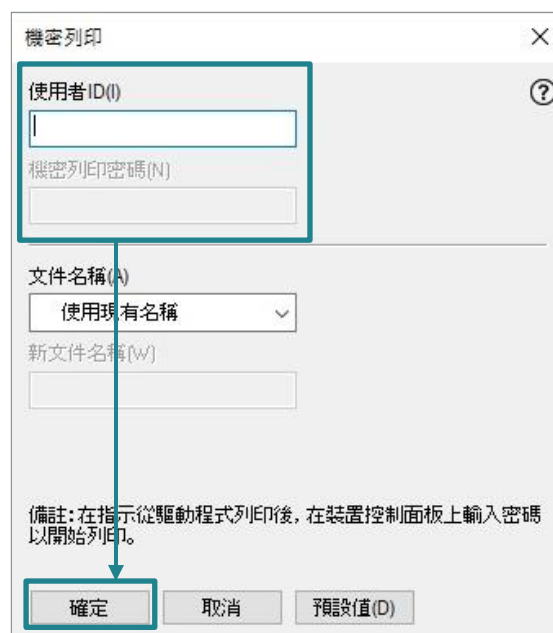 機密列印
使用者ID(I)
機密列印密碼(N)
文件名稱(A)
使用現有名稱
新文件名稱(W)
備註:在指示從驅動程式列印後,在裝置控制面板上輸入密碼
以開始列印。
確定
取消
預設值(D)